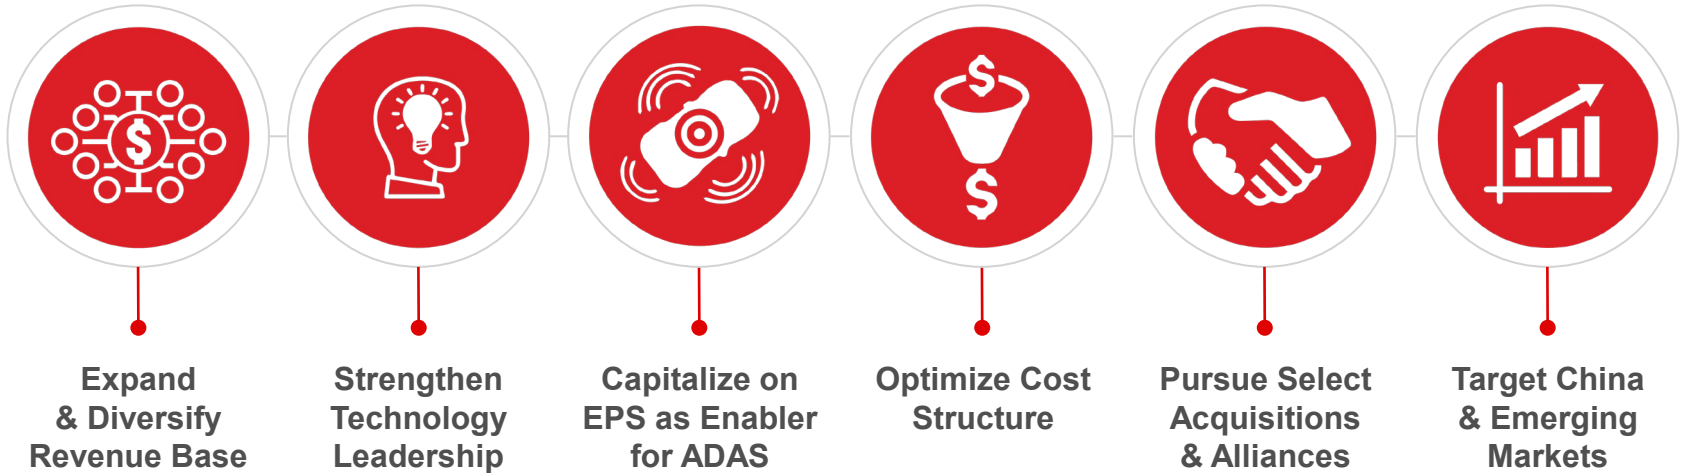 $
$
$
Expand
& Diversify
Revenue Base
Strengthen
Technology
Leadership
Capitalize on
EPS as Enabler
for ADAS
Optimize Cost
Structure
Pursue Select
Acquisitions
& Alliances
Target China
& Emerging
Markets